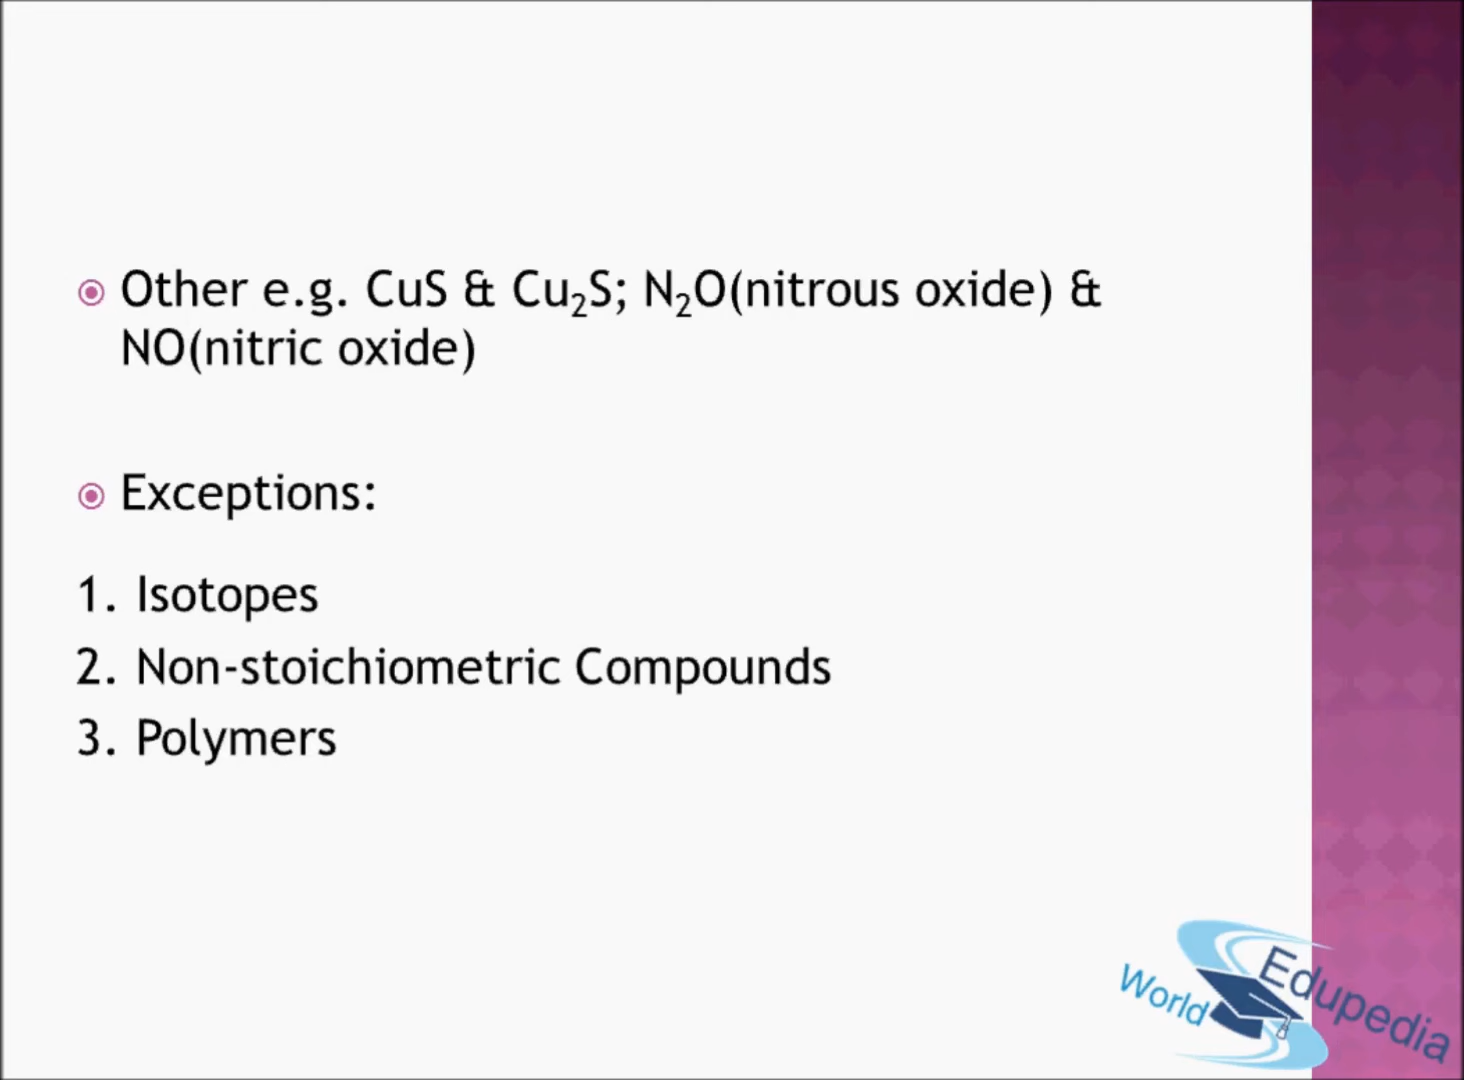 Other e.g. CuS & Cu₂S; N₂O(nitrous oxide) &
NO(nitric oxide)
Exceptions:
1. Isotopes
2. Non-stoichiometric Compounds
3. Polymers
World Edupedia